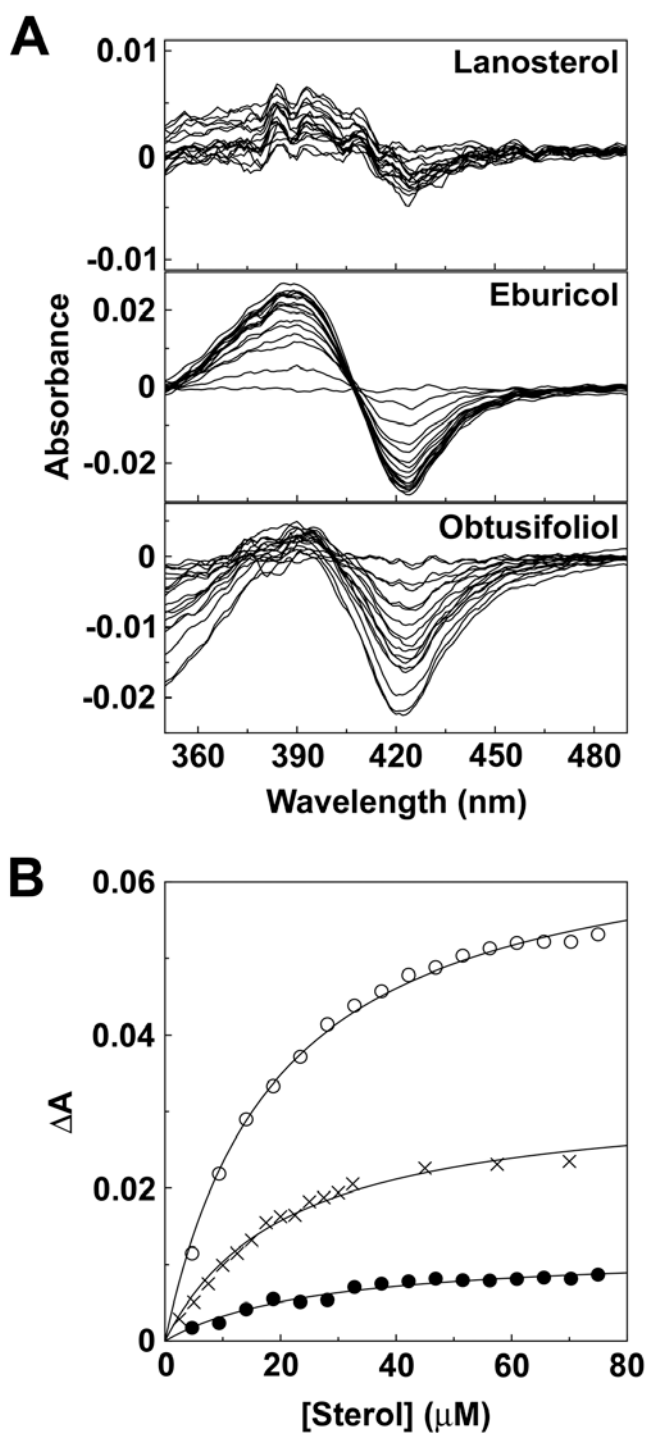 A
0.01
Lanosterol
0
-0.01
Eburicol
0.02
0
-0.02
Absorbance
Obtusifoliol
0
-0.01
-0.02
360 390 420 450 480
Wavelength (nm)
B
0.06
0.04
0.02
0
ΔA
0 20 40 60 80
[Sterol] (μM)